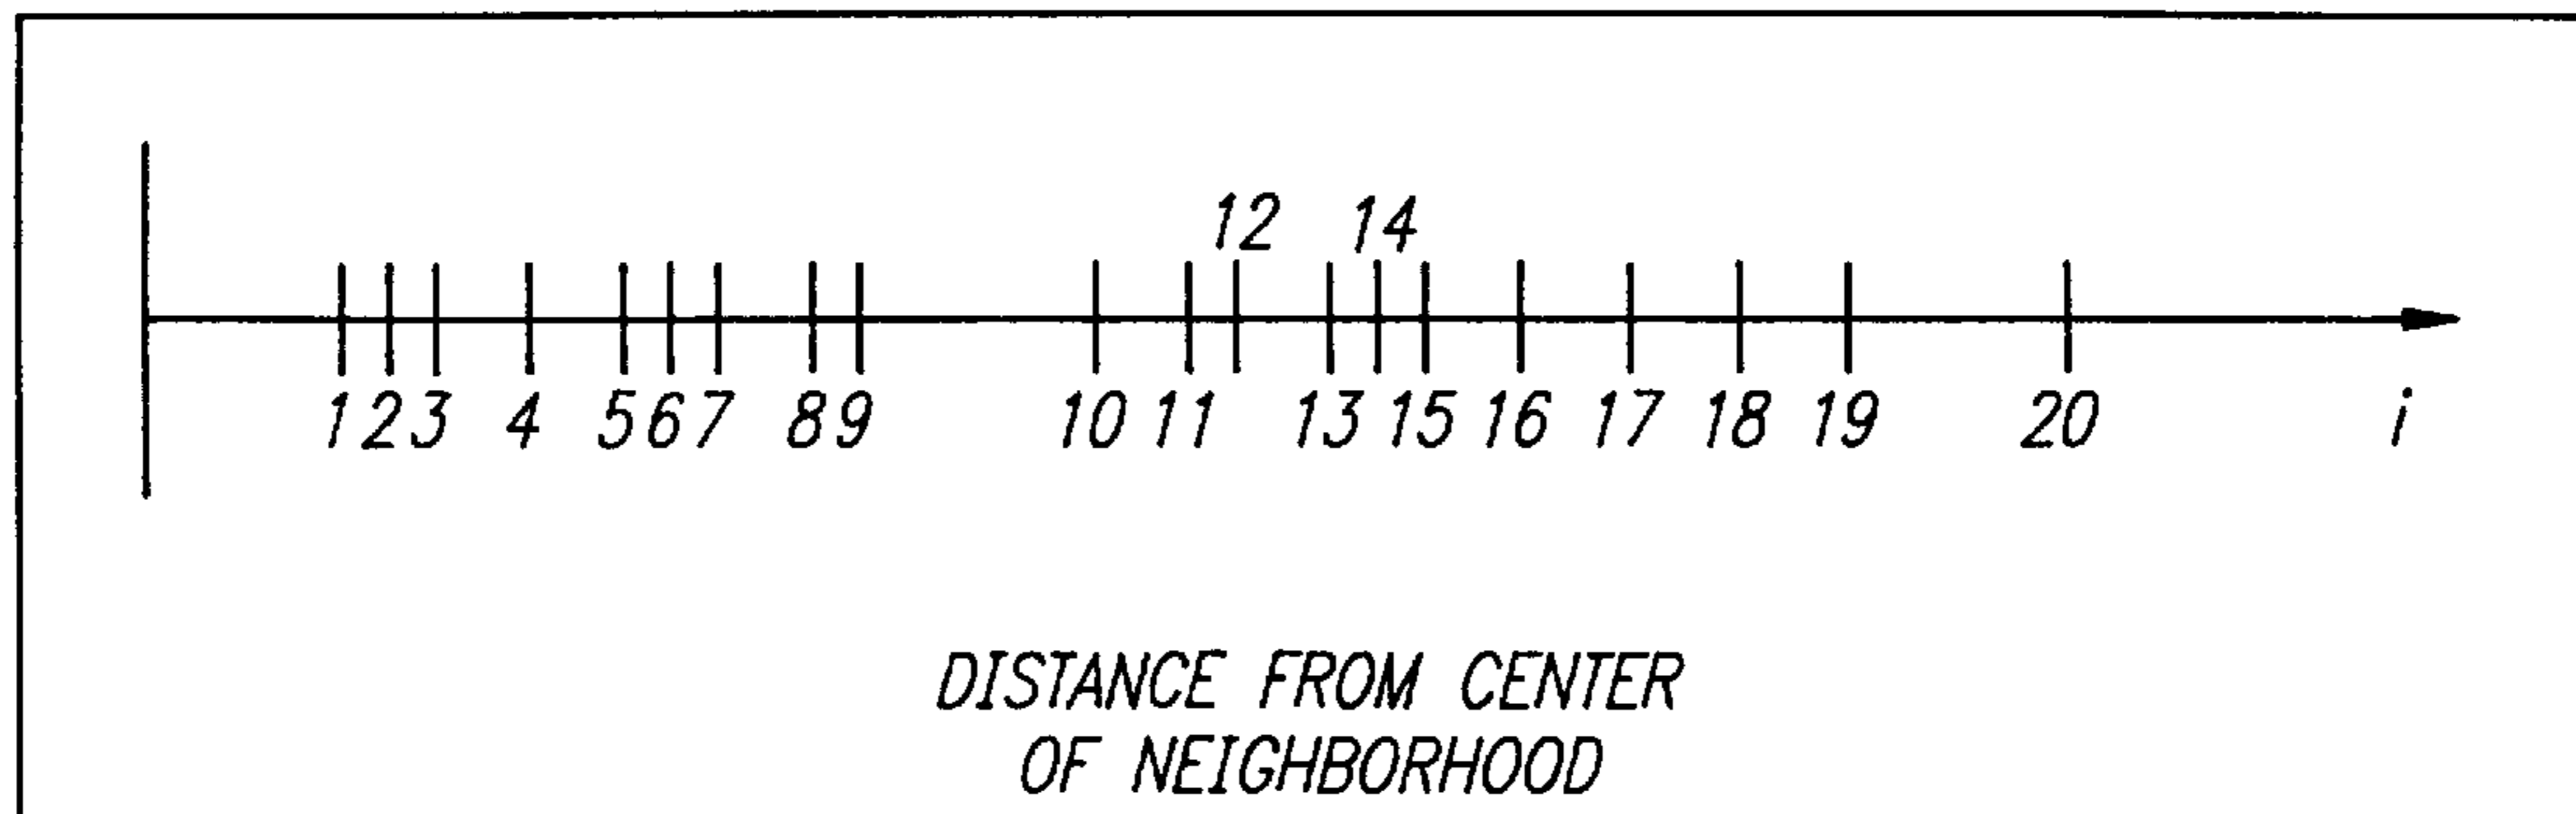 12 14
1 2 3 4 5 6 7 8 9 10 11 13 15 16 17 18 19 20 i
DISTANCE FROM CENTER
OF NEIGHBORHOOD